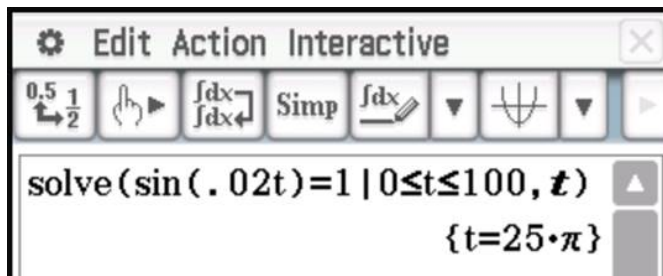 Edit Action Interactive
0.5 1 2 ∫dx ∫dx Simp ∫dx
solve(sin(.02t)=1|0≤t≤100,t)
{t=25·π}